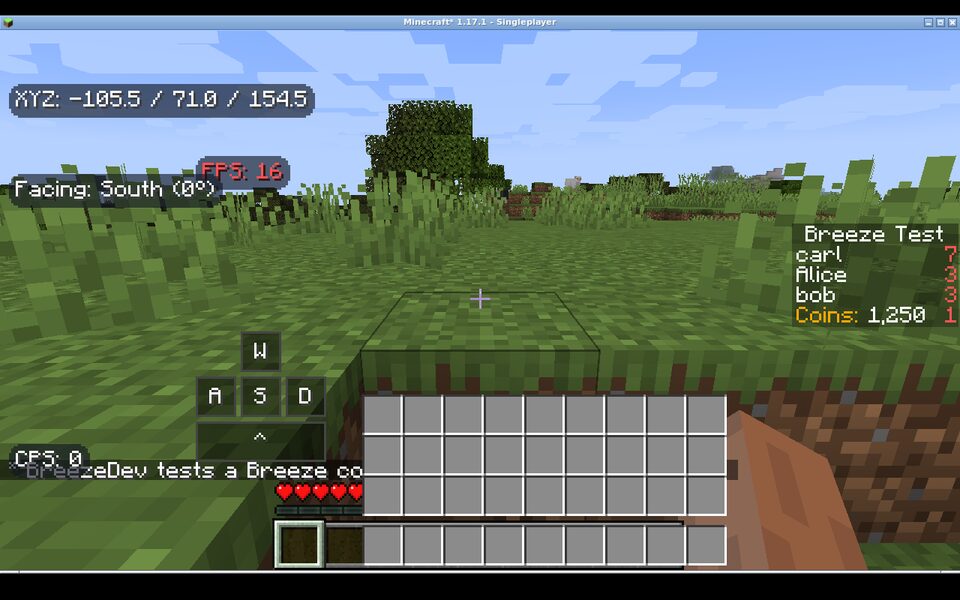 Minecraft* 1.17.1 - Singleplayer
XYZ: -105.5 / 71.0 / 154.5
FPS: 16
Facing: South (0°)
Breeze Test
carl 7
Alice 3
bob 3
Coins: 1,250 1
W
A S D
^
CPS: 0
BreezeDev tests a Breeze co